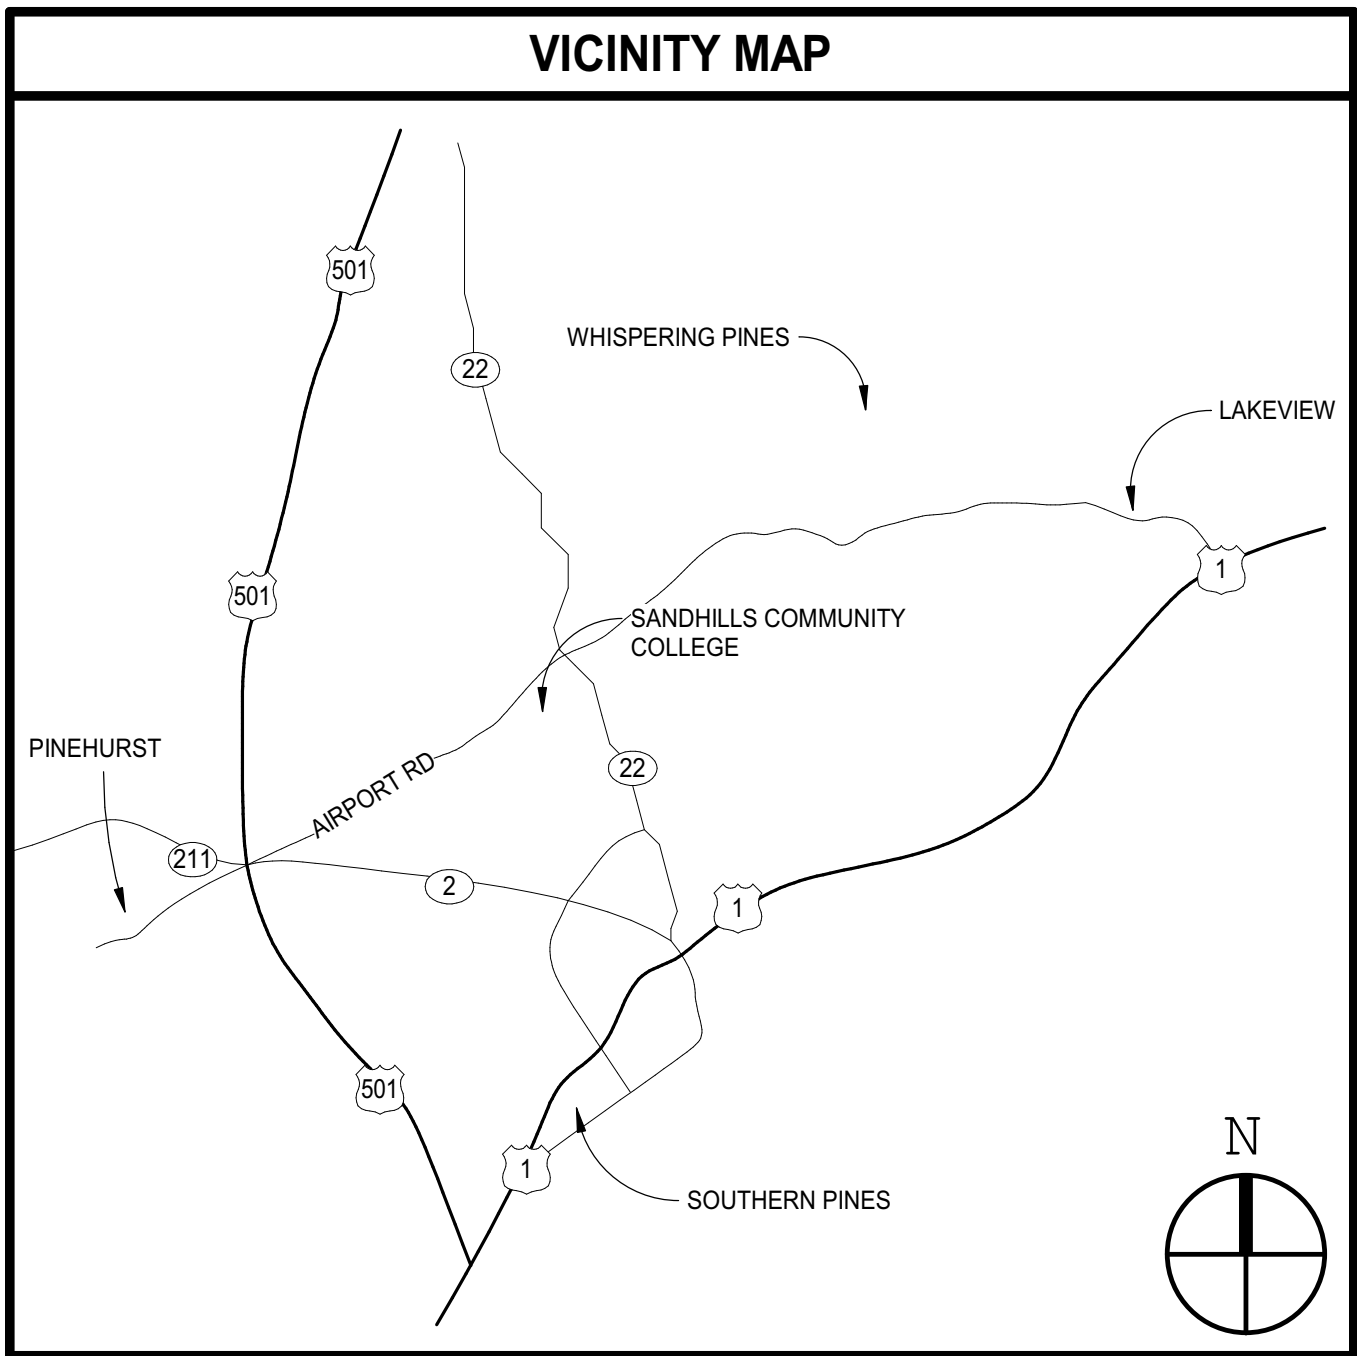 VICINITY MAP
501
22
WHISPERING PINES
LAKEVIEW
1
501
SANDHILLS COMMUNITY
COLLEGE
PINEHURST
AIRPORT RD
22
211
2
1
501
N
1
SOUTHERN PINES